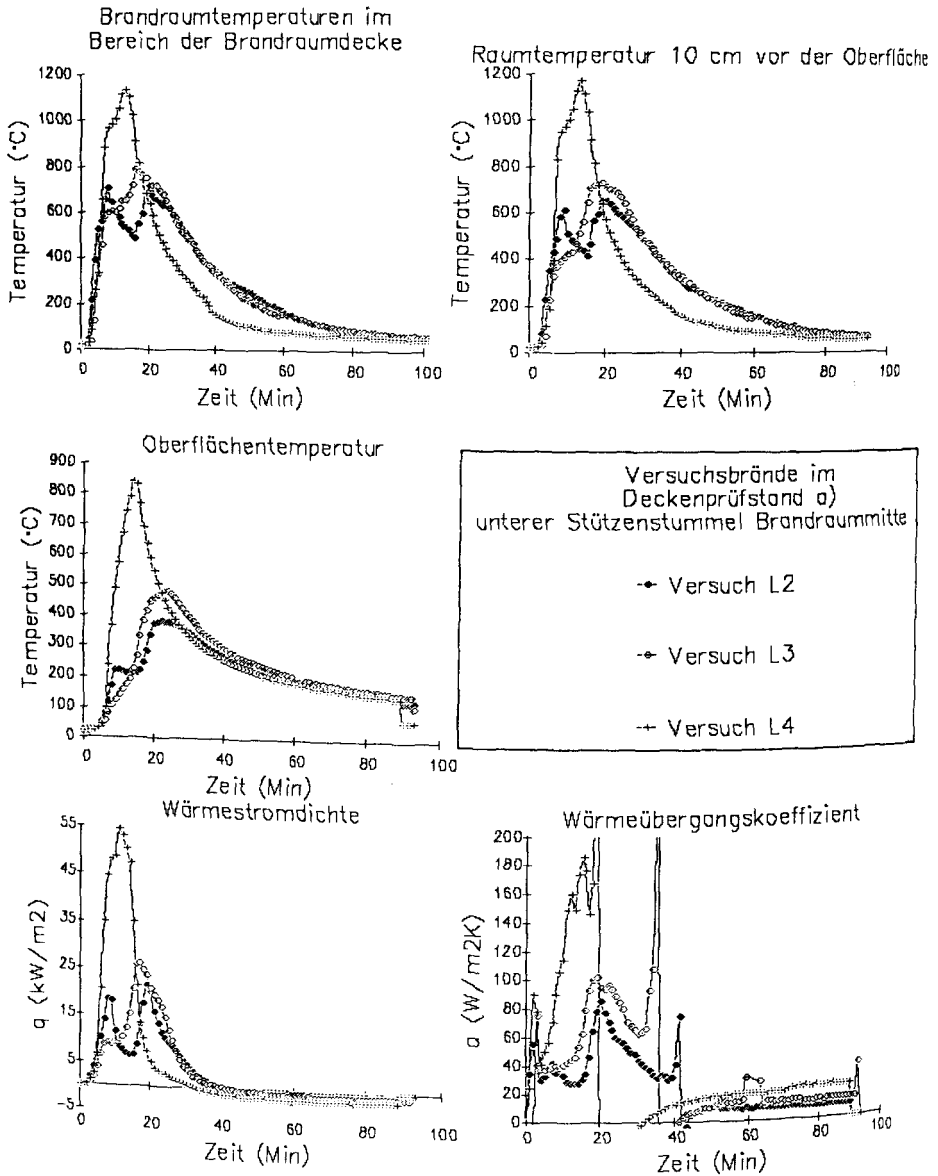 Brandraumtemperaturen im
Bereich der Brandraumdecke
Temperatur (°C)
1200
1000
800
600
400
200
0
0 20 40 60 80 100
Zeit (Min)
Raumtemperatur 10 cm vor der Oberfläche
Temperatur (°C)
1200
1000
800
600
400
200
0
0 20 40 60 80 100
Zeit (Min)
Oberflächentemperatur
Temperatur (°C)
900
800
700
600
500
400
300
200
100
0
0 20 40 60 80 100
Zeit (Min)
Versuchsbrände im
Deckenprüfstand a)
unterer Stützenstummel Brandraummitte
Versuch L2
Versuch L3
Versuch L4
Wärmestromdichte
q (kW/m2)
55
45
35
25
15
5
-5
0 20 40 60 80 100
Zeit (Min)
Wärmeübergangskoeffizient
α (W/m2K)
200
180
160
140
120
100
80
60
40
20
0
0 20 40 60 80 100
Zeit (Min)